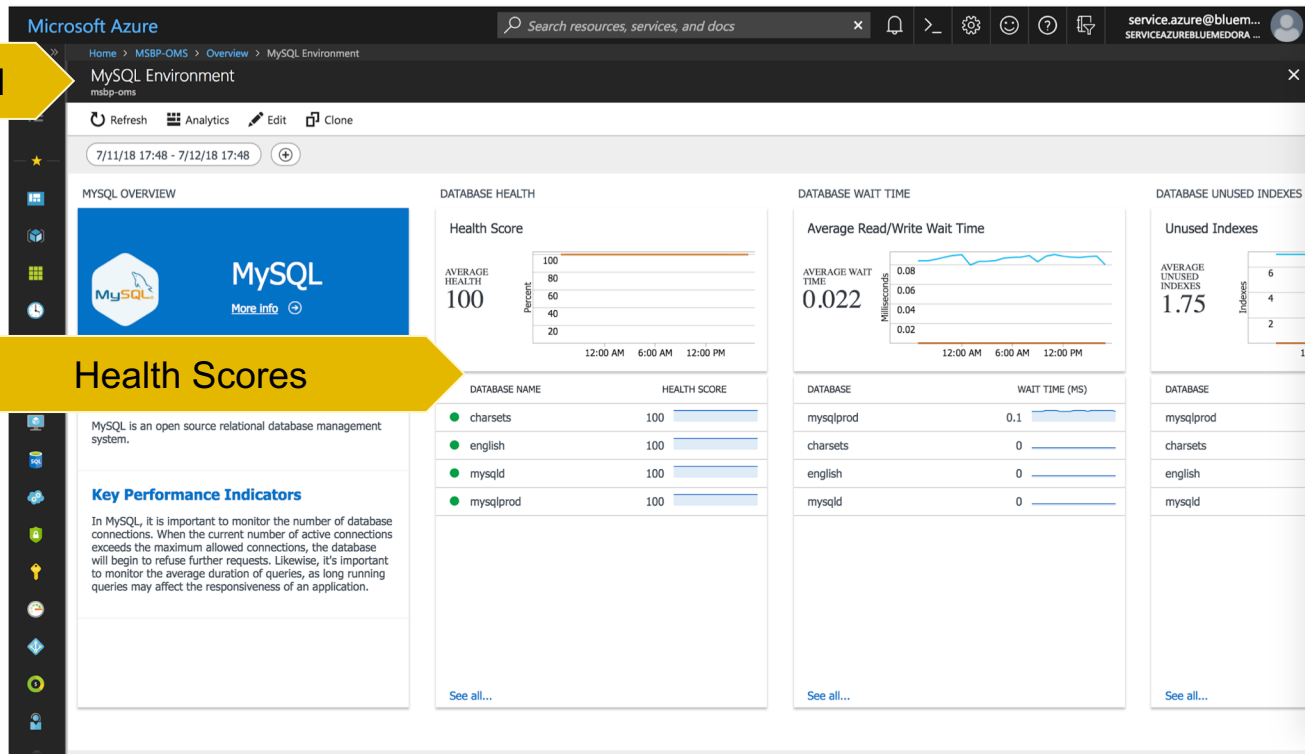 Microsoft Azure
Search resources, services, and docs
service.azure@bluem...
SERVICEAZUREBLUEMEDORA ...
Home > MSBP-OMS > Overview > MySQL Environment
MySQL Environment
msbp-oms
Refresh Analytics Edit Clone
7/11/18 17:48 - 7/12/18 17:48
MYSQL OVERVIEW
MySQL
MySQL
More info
Health Scores
MySQL is an open source relational database management
system.
Key Performance Indicators
In MySQL, it is important to monitor the number of database
connections. When the current number of active connections
exceeds the maximum allowed connections, the database
will begin to refuse further requests. Likewise, it's important
to monitor the average duration of queries, as long running
queries may affect the responsiveness of an application.
DATABASE HEALTH
Health Score
AVERAGE
HEALTH
100
Percent
100
80
60
40
20
12:00 AM 6:00 AM 12:00 PM
DATABASE NAME HEALTH SCORE
charsets 100
english 100
mysqld 100
mysqlprod 100
See all...
DATABASE WAIT TIME
Average Read/Write Wait Time
AVERAGE WAIT
TIME
0.022
Milliseconds
0.08
0.06
0.04
0.02
12:00 AM 6:00 AM 12:00 PM
DATABASE WAIT TIME (MS)
mysqlprod 0.1
charsets 0
english 0
mysqld 0
See all...
DATABASE UNUSED INDEXES
Unused Indexes
AVERAGE
UNUSED
INDEXES
1.75
Indexes
6
4
2
1
DATABASE
mysqlprod
charsets
english
mysqld
See all...